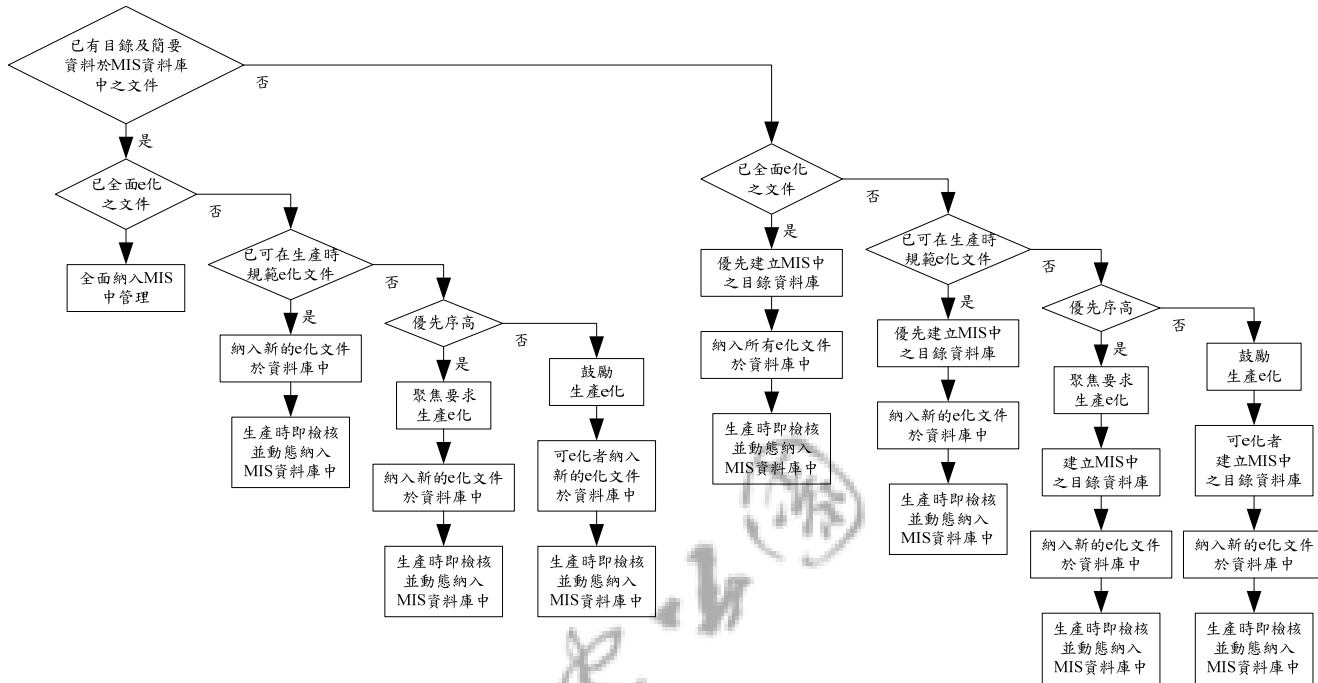 已有目錄及簡要
資料於MIS資料庫
中之文件
否
是
已全面e化
之文件
否
全面納入MIS
中管理
已可在生產時
規範e化文件
否
是
納入新的e化文件
於資料庫中
生產時即檢核
並動態納入
MIS資料庫中
優先序高
否
是
聚焦要求
生產e化
納入新的e化文件
於資料庫中
生產時即檢核
並動態納入
MIS資料庫中
鼓勵
生產e化
可e化者納入
新的e化文件
於資料庫中
生產時即檢核
並動態納入
MIS資料庫中
已全面e化
之文件
否
是
優先建立MIS中
之目錄資料庫
納入所有e化文件
於資料庫中
生產時即檢核
並動態納入
MIS資料庫中
已可在生產時
規範e化文件
否
是
優先建立MIS中
之目錄資料庫
納入新的e化文件
於資料庫中
生產時即檢核
並動態納入
MIS資料庫中
優先序高
否
是
聚焦要求
生產e化
建立MIS中
之目錄資料庫
納入新的e化文件
於資料庫中
生產時即檢核
並動態納入
MIS資料庫中
鼓勵
生產e化
可e化者
建立MIS中
之目錄資料庫
納入新的e化文件
於資料庫中
生產時即檢核
並動態納入
MIS資料庫中